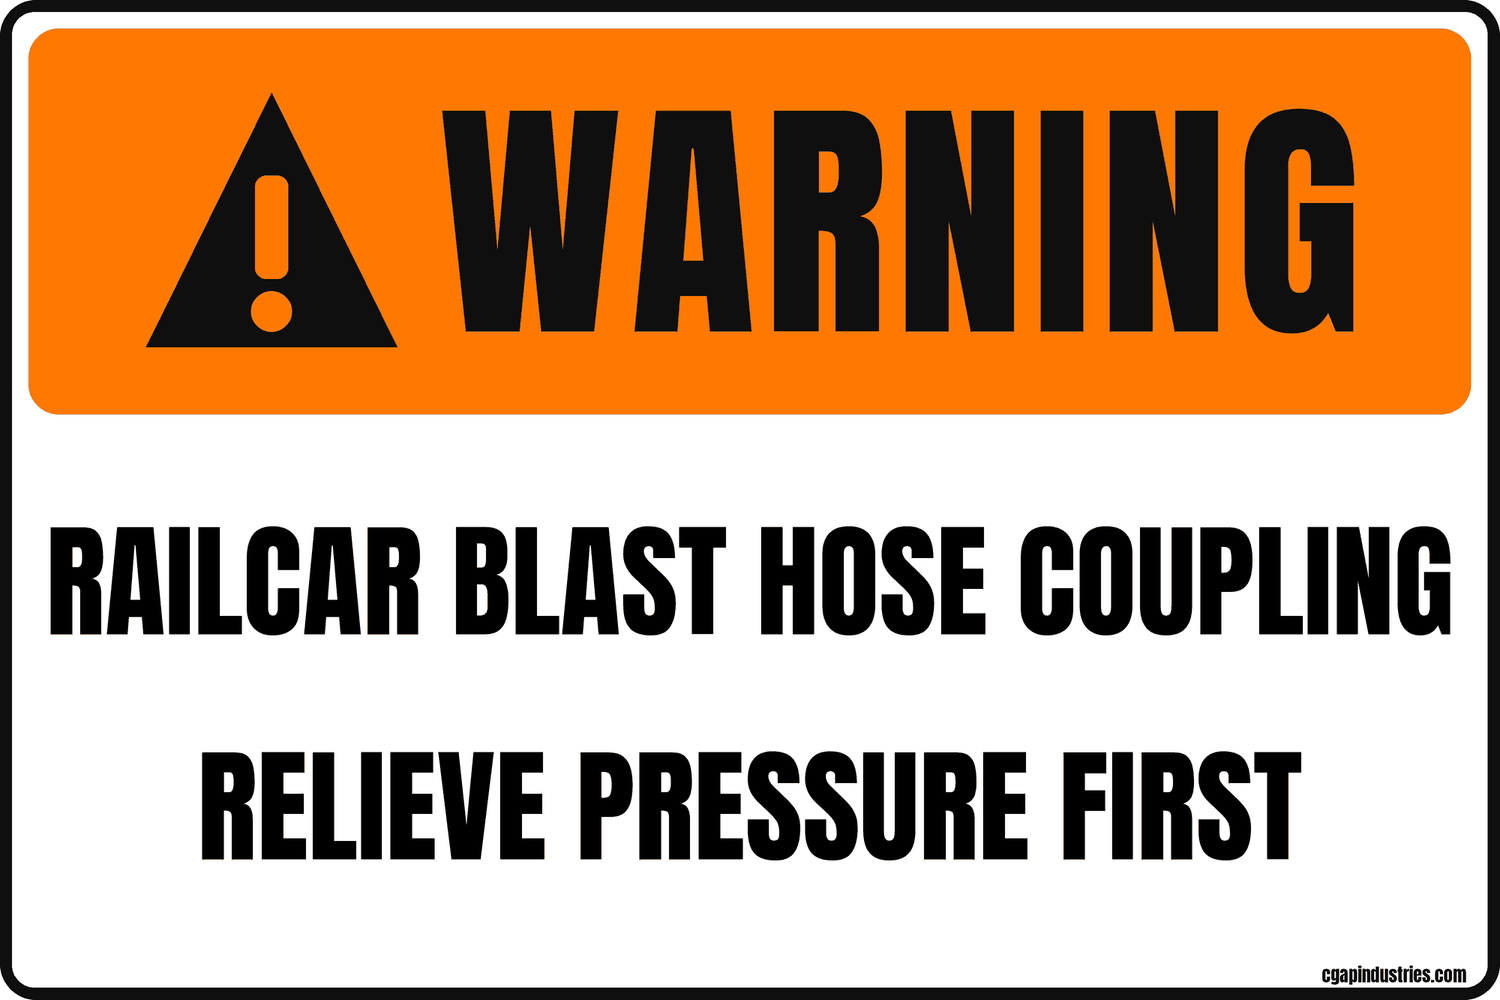 WARNING
RAILCAR BLAST HOSE COUPLING
RELIEVE PRESSURE FIRST
cgapindustries.com